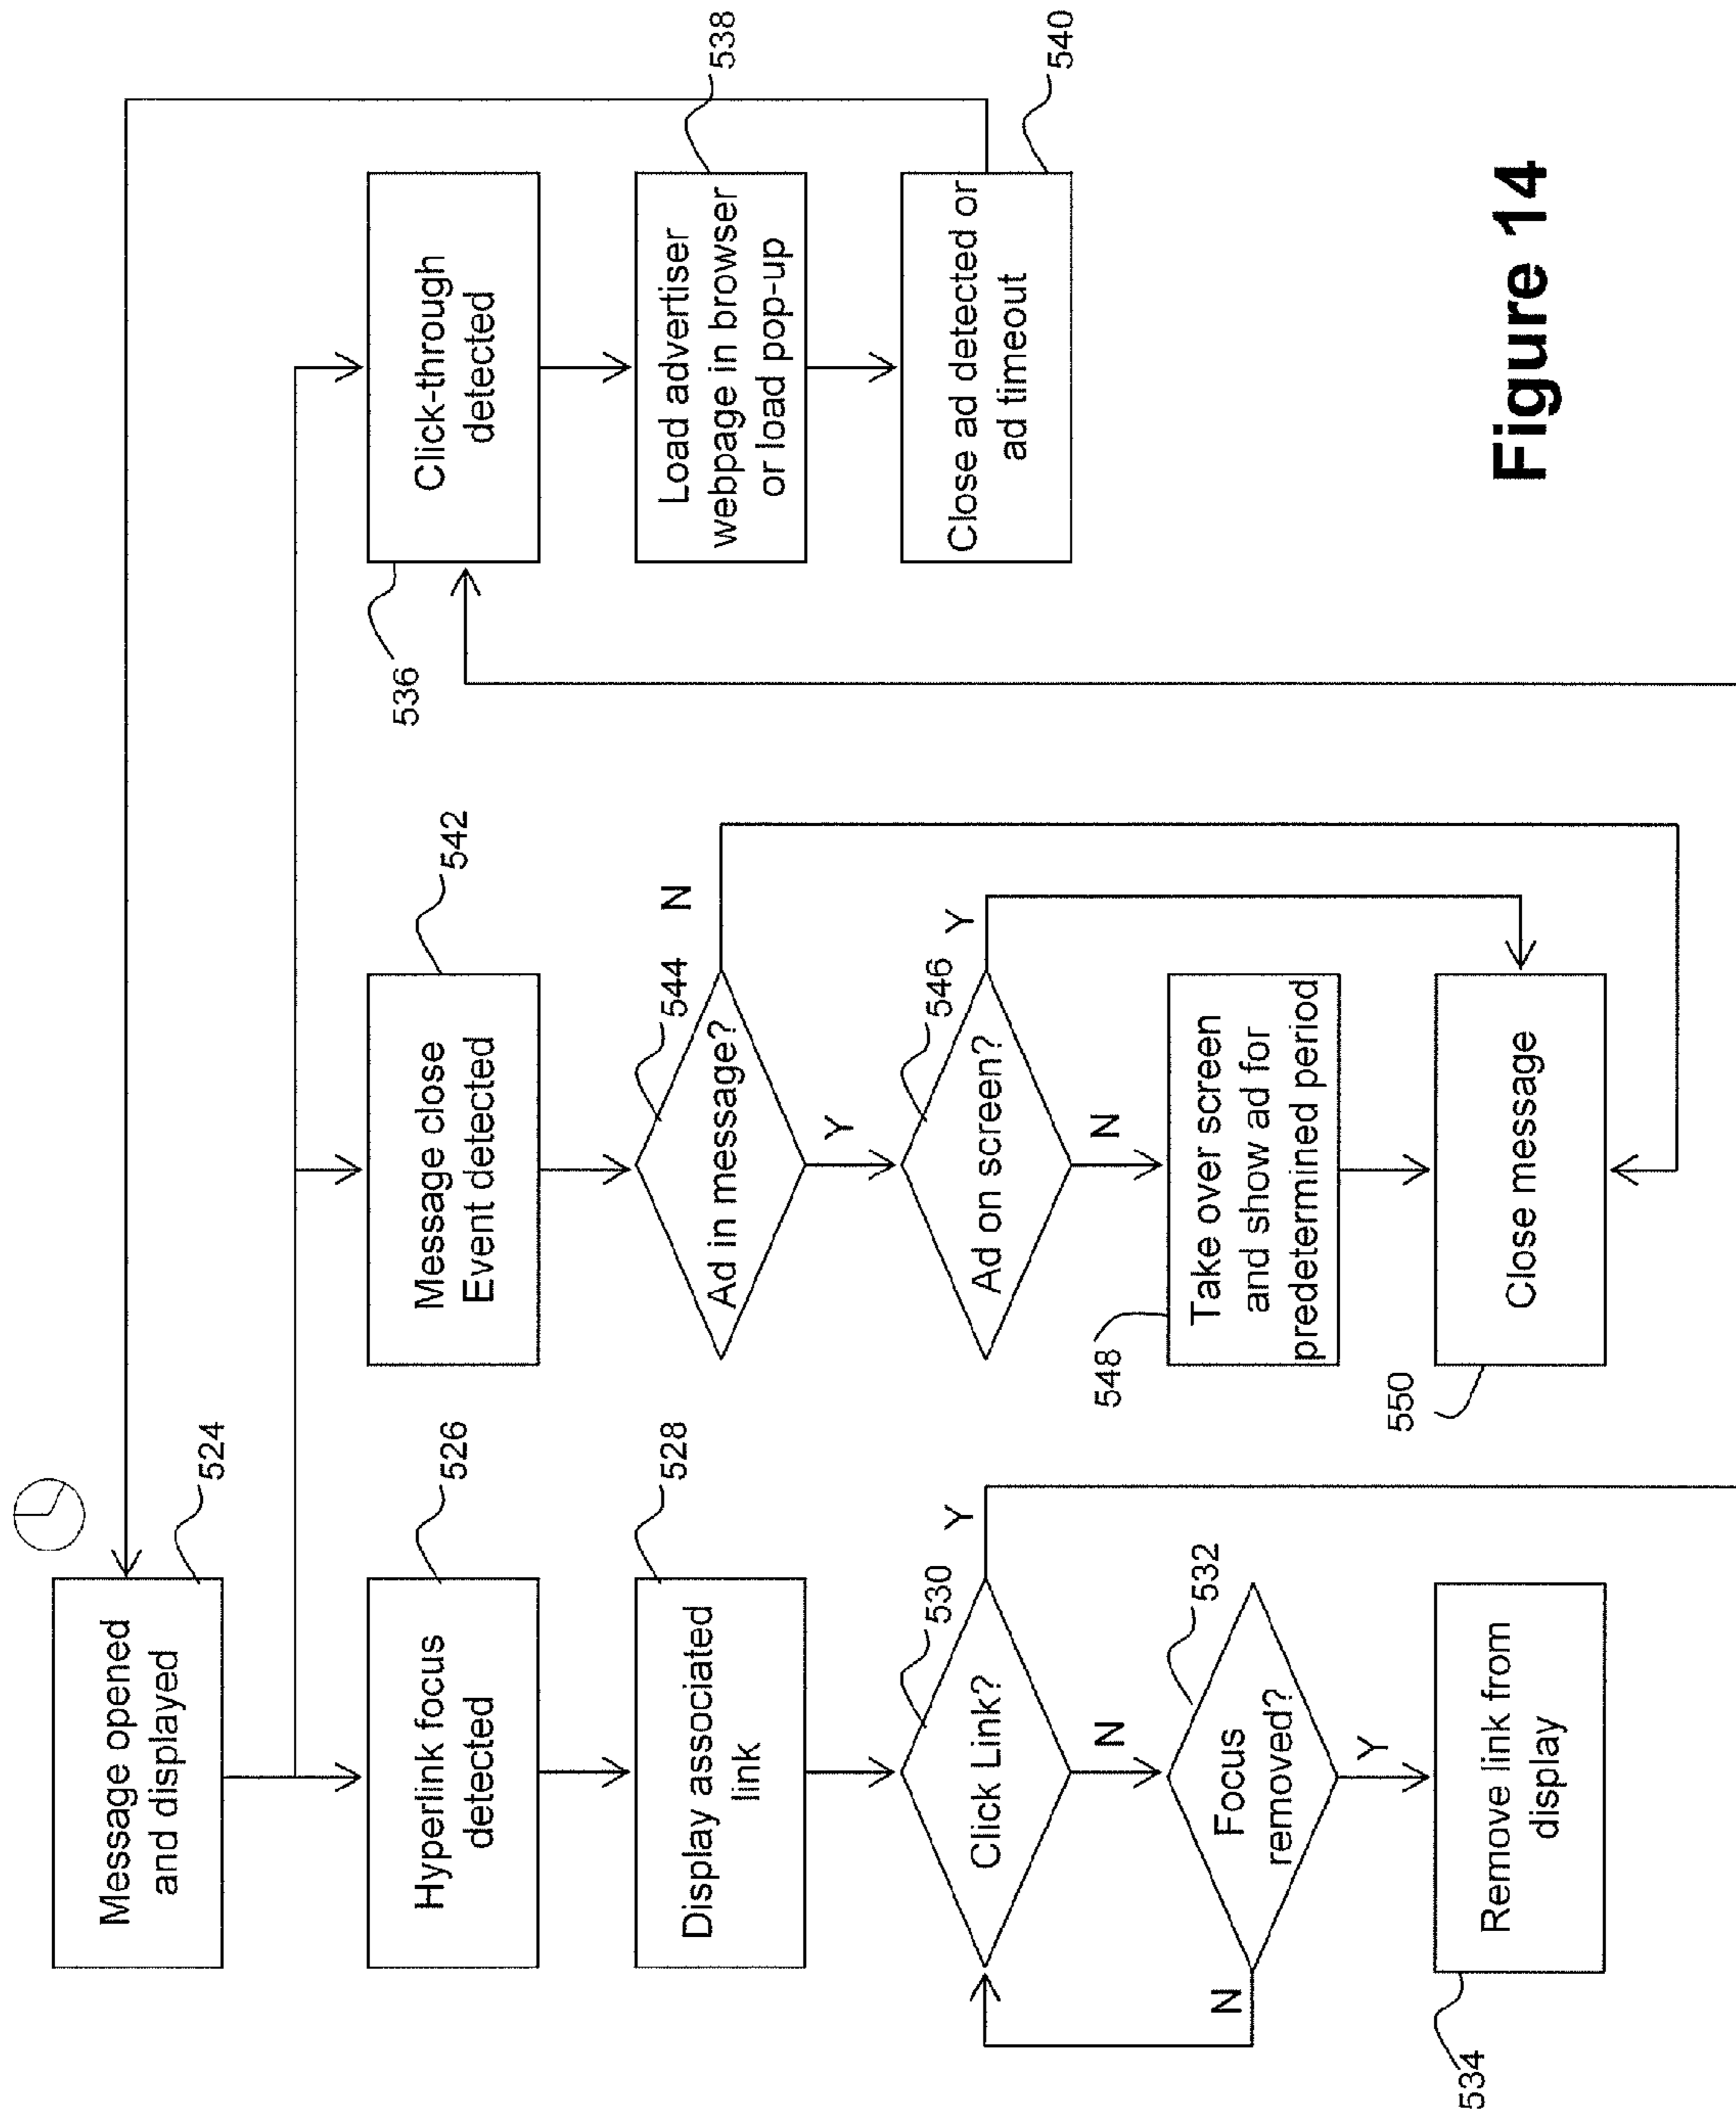 Message opened
and displayed
524
Hyperlink focus
detected
526
Display associated
link
528
Click Link?
530
Y
N
Focus
removed?
532
N
Y
Remove link from
display
534
Message close
Event detected
542
Ad in message?
544
N
Y
Ad on screen?
546
Y
N
Take over screen
and show ad for
predetermined period
548
Close message
550
Click-through
detected
536
Load advertiser
webpage in browser
or load pop-up
538
Close ad detected or
ad timeout
540
Figure 14